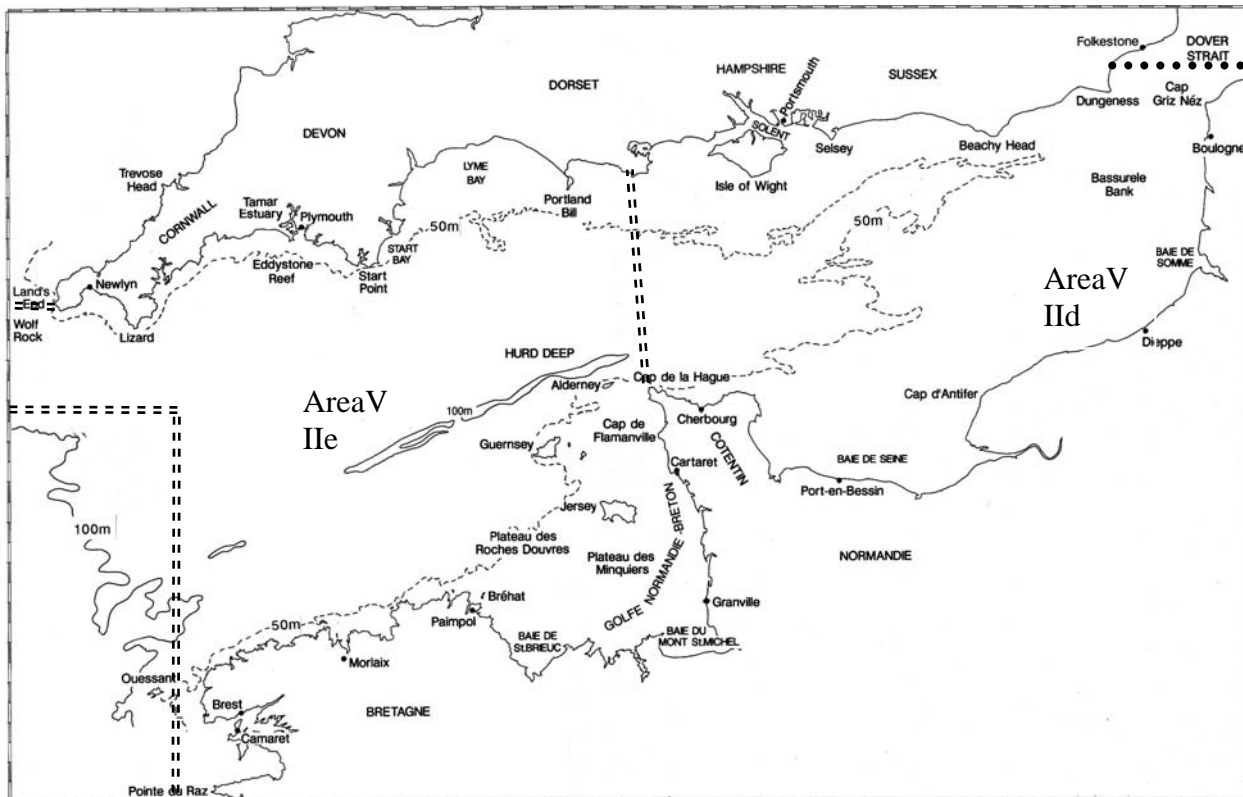 Folkestone
DOVER
STRAIT
HAMPSHIRE
SUSSEX
Portsmouth
DORSET
Cap
Griz Néz
Dungeness
SOLENT
DEVON
Selsey
Beachy Head
Boulogne
Trevose
Head
LYME
BAY
Bassurele
Bank
Isle of Wight
Tamar
Estuary
Plymouth
Portland
Bill
CORNWALL
50m
50m
START
BAY
BAIE DE
SOMME
Eddystone
Reef
Start
Point
AreaV
IId
Newlyn
Land's
End
Wolf
Rock
Lizard
Dieppe
HURD DEEP
Alderney
Cap de la Hague
Cap d'Antifer
AreaV
IIe
100m
Cherbourg
Cap de
Flamanville
COTENTIN
Guernsey
Cartaret
BAIE DE SEINE
Port-en-Bessin
Jersey
100m
Plateau des
Roches Douvres
Plateau des
Minquiers
GOLFE NORMANDIE-BRETON
NORMANDIE
Bréhat
Granville
Paimpol
50m
BAIE DE
St.BRIEUC
BAIE DU
MONT St.MICHEL
Morlaix
Ouessant
Brest
BRETAGNE
Camaret
Pointe du Raz